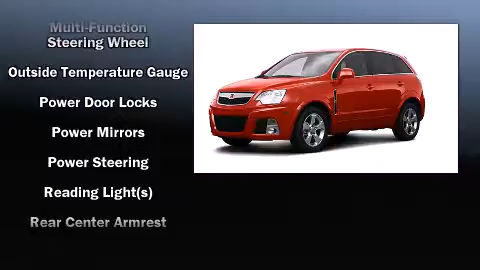 Multi-Function
Steering Wheel
Outside Temperature Gauge
Power Door Locks
Power Mirrors
Power Steering
Reading Light(s)
Rear Center Armrest